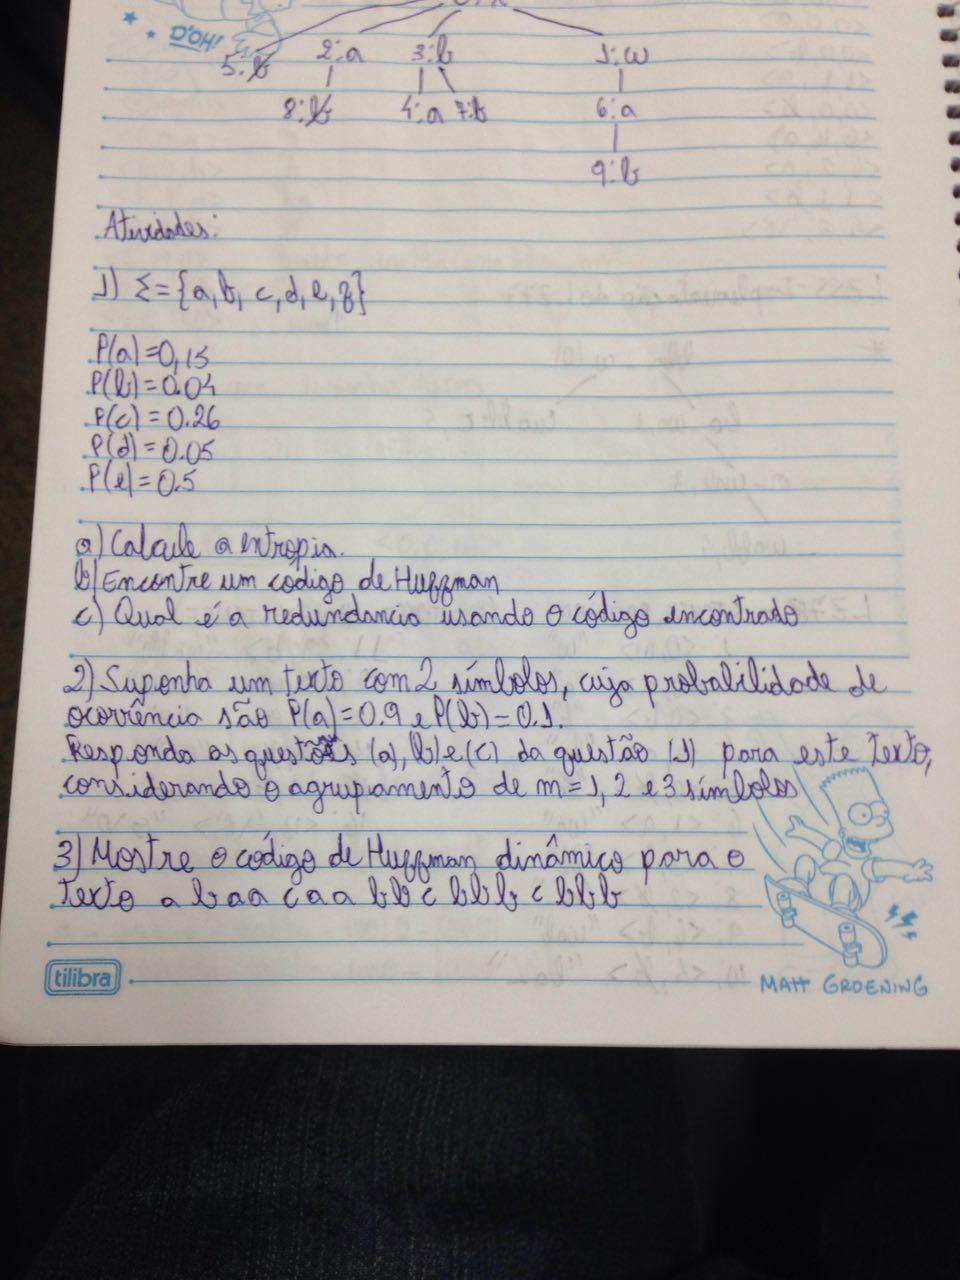 D'OH!
5:b 2:a 3:b 1:w
8:b 4:a 7:b 6:a
9:b
Atividades:
1) Σ={a,b,c,d,e,f}
P(a)=0,15
P(b)=0.04
P(c)=0.26
P(d)=0.05
P(e)=0.5
a) Calcule a entropia.
b) Encontre um código de Huffman
c) Qual é a redundancia usando o código encontrado
2) Suponha um texto com 2 símbolos, cuja probabilidade de
ocorrência são P(a)=0.9 e P(b)=0.1.
Responda as questões (a), (b) e (c) da questão (1) para este texto,
considerando o agrupamento de m=1, 2 e 3 símbolos
3) Mostre o código de Huffman dinâmico para o
texto a b a a c a a b b c b b b c b b b
tilibra
MATT GROENING